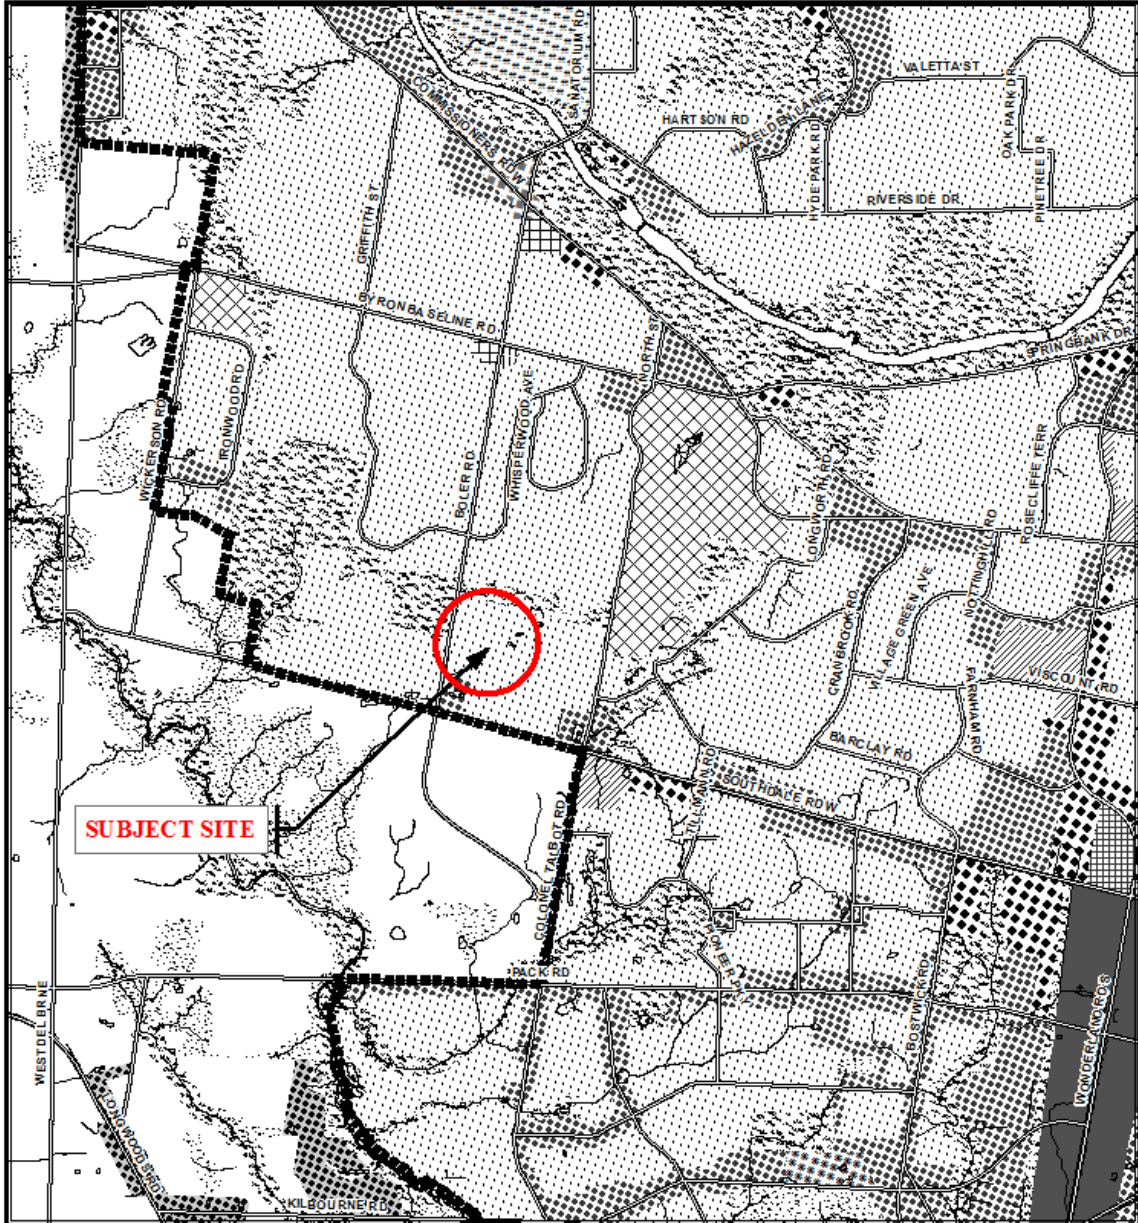 SANATORIUM RD
VALETTA ST
COMMISSIONERS RD W
HARTSON RD
HAZELDEN LANE
OAK PARK DR
HYDE PARK RD
PINETREE DR
RIVERSIDE DR
GRIFFITH ST
BYRON BASELINE RD
NORTH ST
SPRINGBANK DR
IRONWOOD RD
WICKERSON RD
WHISPERWOOD AVE
BOLER RD
LONGWORTH RD
ROSECLIFFE TERR
NOTTINGHILL RD
CRANBROOK RD
VILLAGE GREEN AVE
FARNHAM RD
VISCOUNT RD
BARCLAY RD
TILLMANN RD
SOUTHDALE RD W
SUBJECT SITE
COLONEL TALBOT RD
PACK RD
PIONEER PKY
BOSTWICK RD
WONDERLAND RD S
WESTDEL BRNE
LONGWOODS RD
KILBOURNE RD